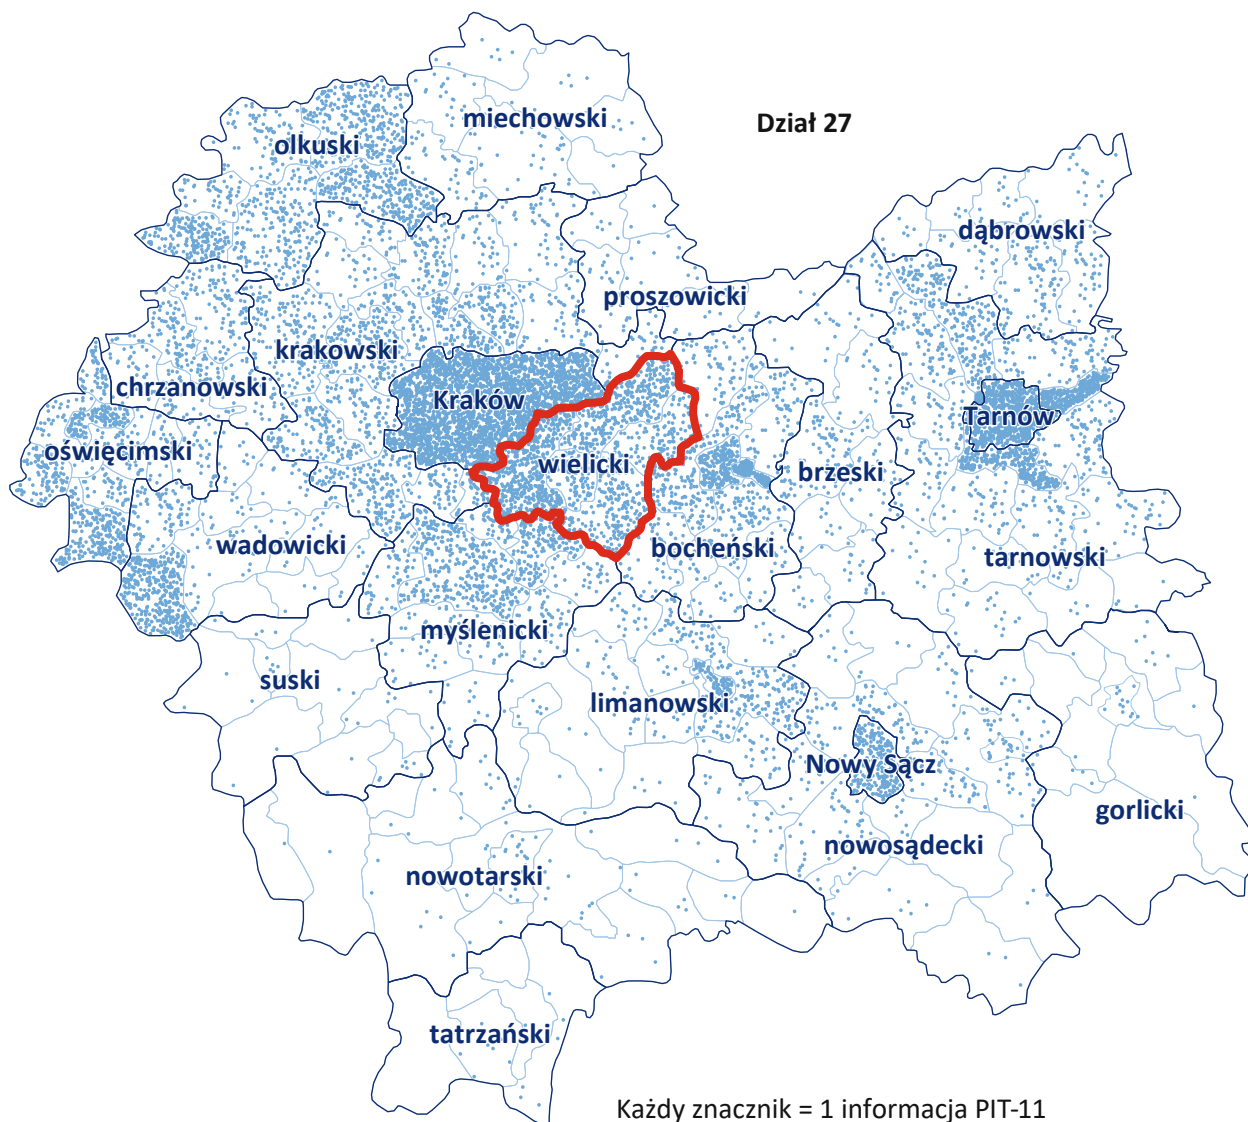 miechowski
Dział 27
olkuski
dąbrowski
proszowicki
krakowski
chrzanowski
Kraków
Tarnów
oświęcimski
wielicki
brzeski
wadowicki
bocheński
tarnowski
myślenicki
suski
limanowski
Nowy Sącz
gorlicki
nowosądecki
nowotarski
tatrzański
Każdy znacznik = 1 informacja PIT-11